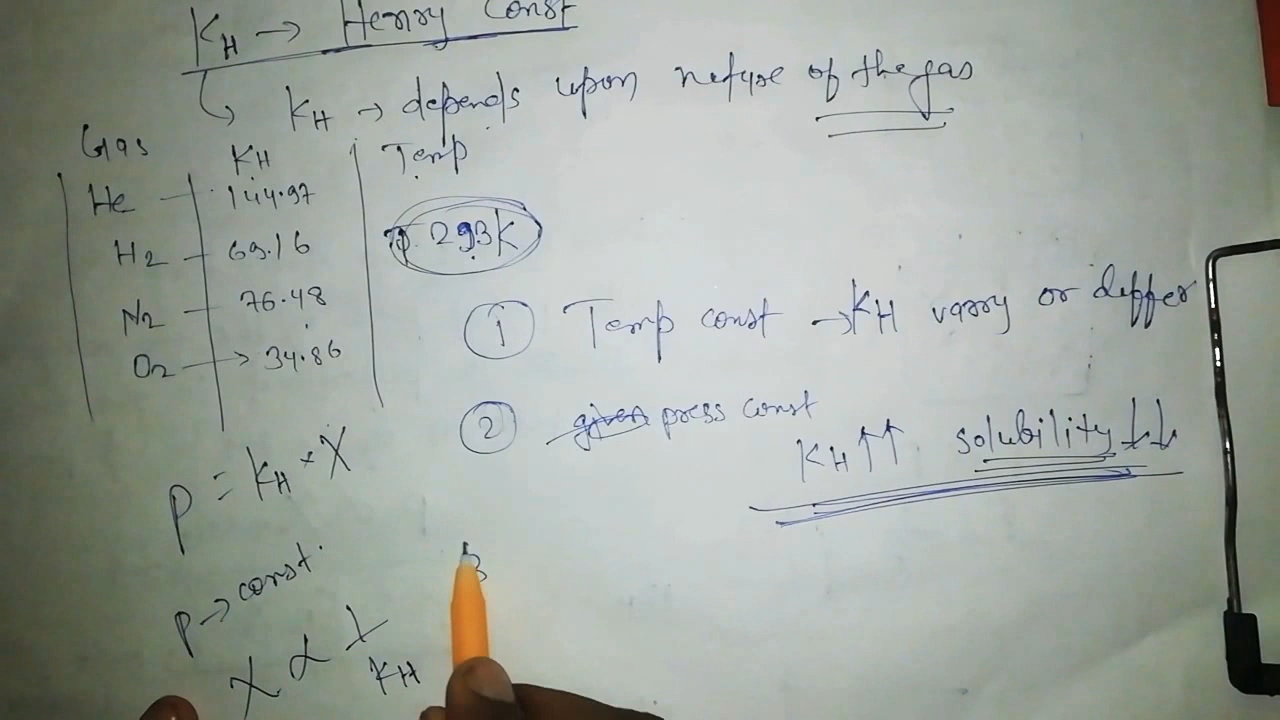 KH → Henry Const
KH → depends upon nature of the gas
Gas KH Temp
He 144.97
H2 69.16 293K
N2 76.48
O2 → 34.86
① Temp const → KH varry or differ
② given press const
KH ↑↑ solubility ↓↓
p = KH * X
p → const.
X ∝ 1/KH
3